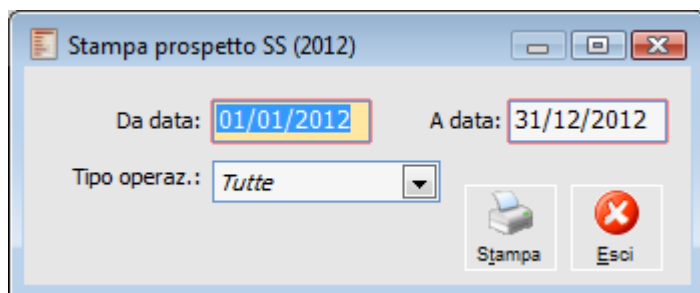 Stampa prospetto SS (2012)
Da data: 01/01/2012 A data: 31/12/2012
Tipo operaz.: Tutte
Stampa Esci